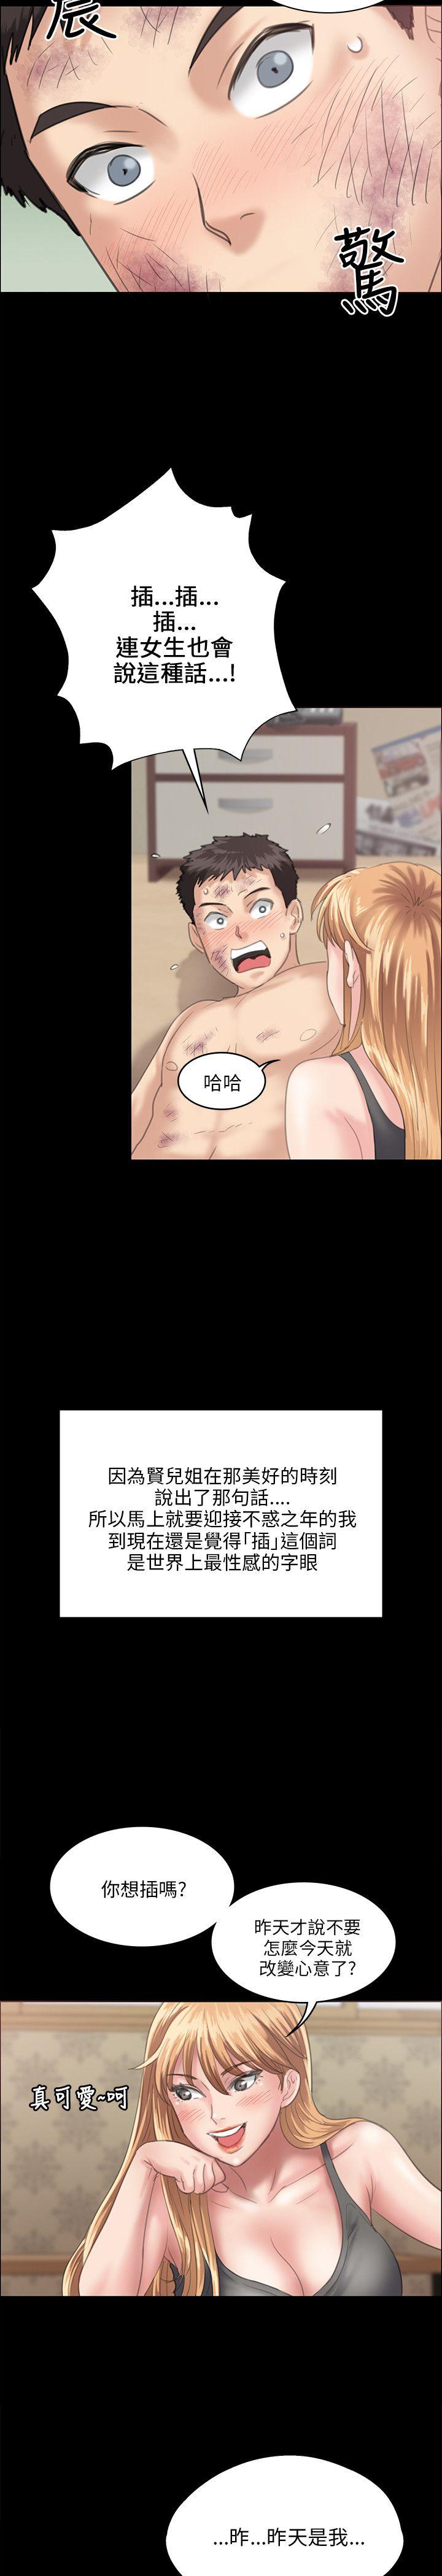 震
驚
插...插...
插...
連女生也會
說這種話...!
哈哈
因為賢兒姐在那美好的時刻
說出了那句話....
所以馬上就要迎接不惑之年的我
到現在還是覺得「插」這個詞
是世界上最性感的字眼
你想插嗎?
昨天才說不要
怎麼今天就
改變心意了?
真可愛~呵
...昨...昨天是我...